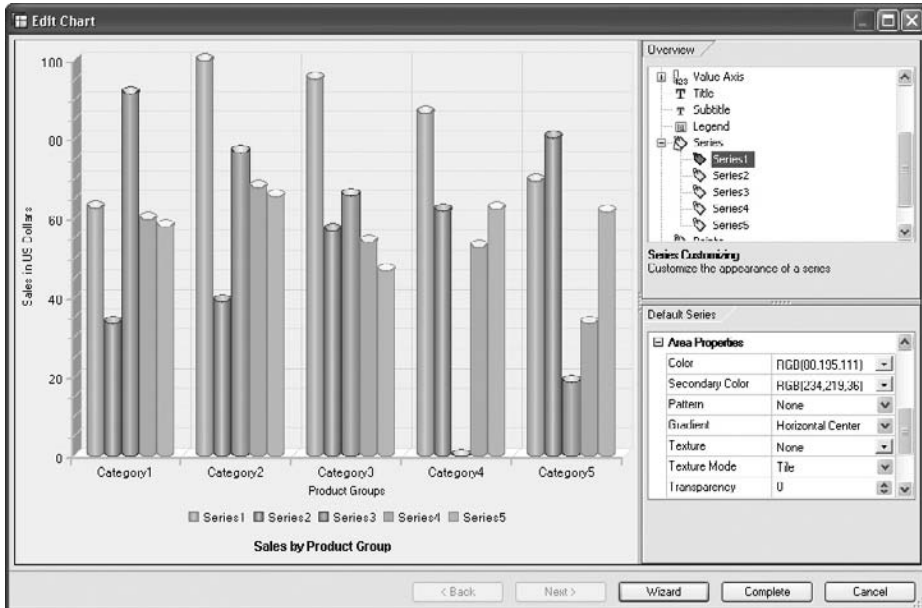 Edit Chart
100
80
60
40
20
0
Sales in US Dollars
Category1 Category2 Category3 Category4 Category5
Product Groups
Series1 Series2 Series3 Series4 Series5
Sales by Product Group
Overview
Value Axis
Title
Subtitle
Legend
Series
Series1
Series2
Series3
Series4
Series5
Series Customizing
Customize the appearance of a series
Default Series
Area Properties
Color RGB(80,195,111)
Secondary Color RGB(234,219,36)
Pattern None
Gradient Horizontal Center
Texture None
Texture Mode Tile
Transparency 0
< Back Next > Wizard Complete Cancel